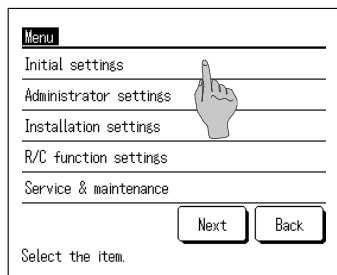 Menu
Initial settings
Administrator settings
Installation settings
R/C function settings
Service & maintenance
Next Back
Select the item.